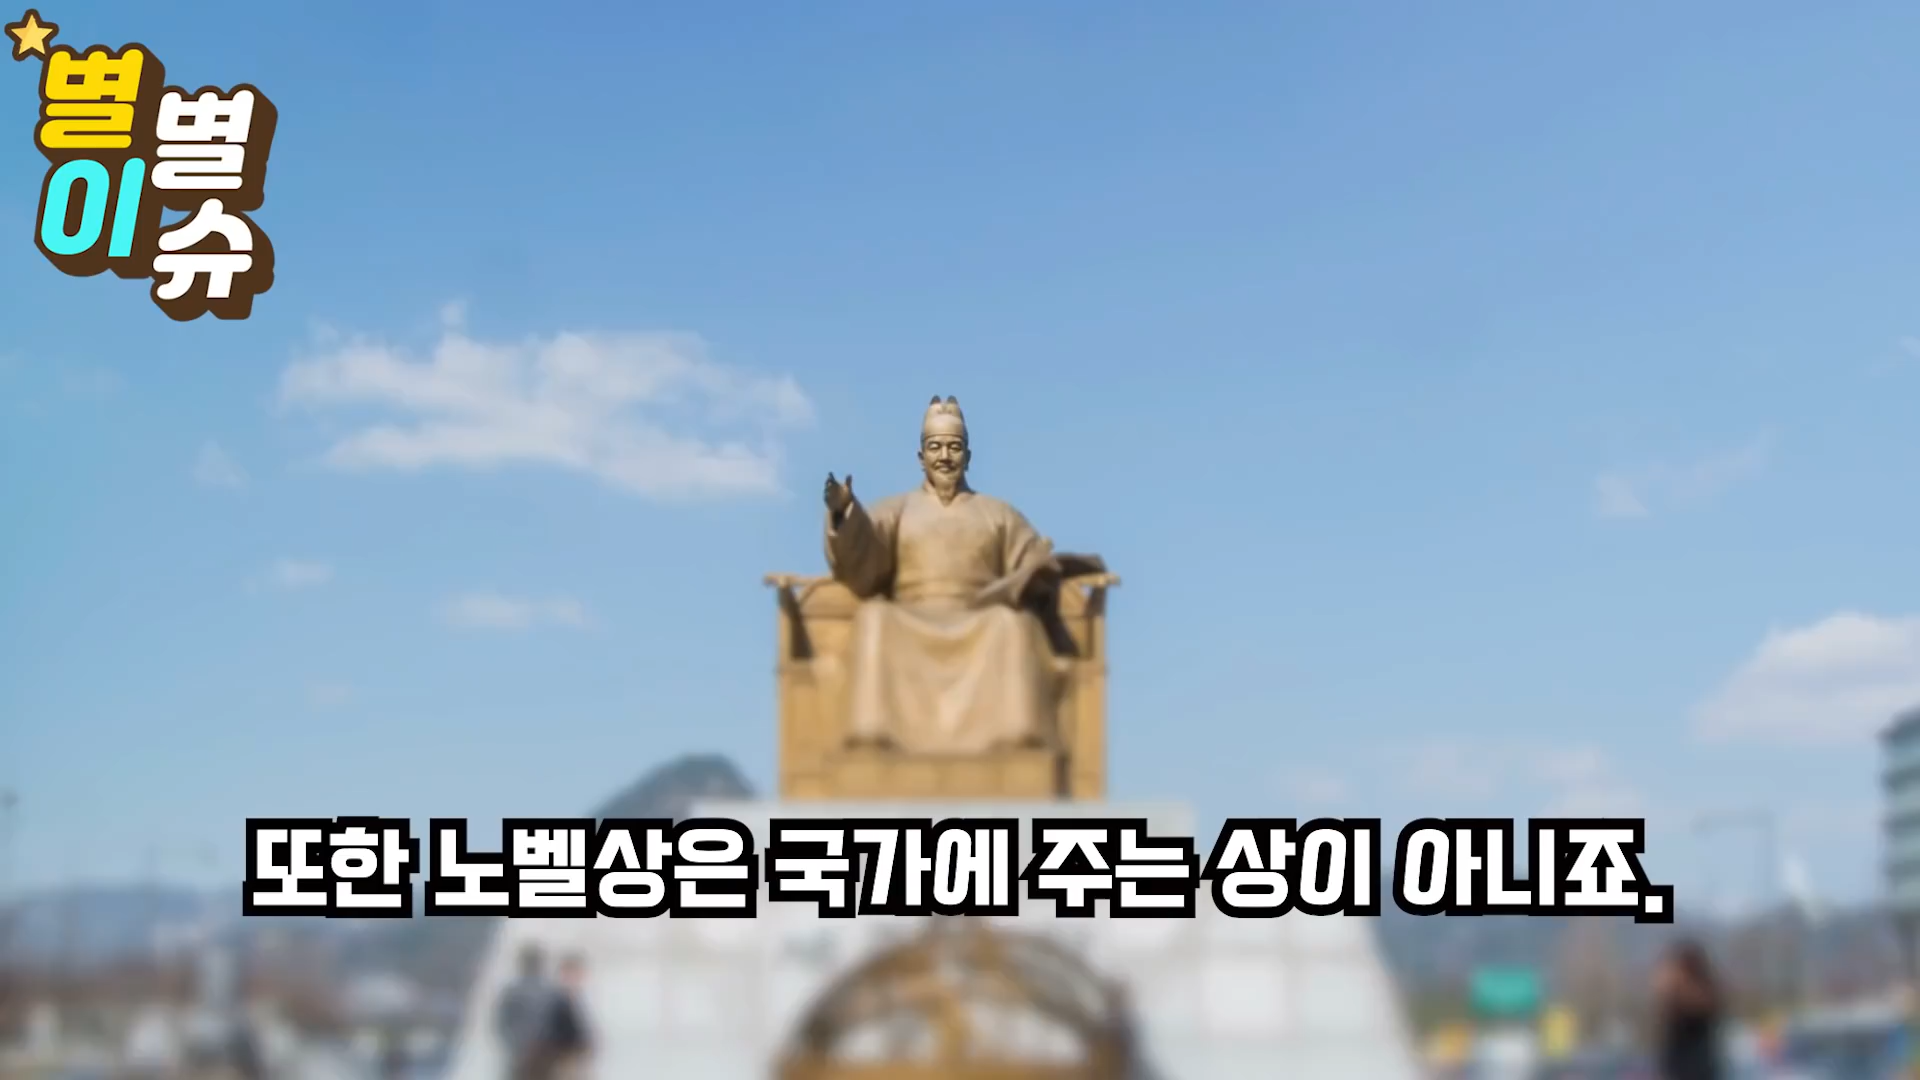 별별
이슈
또한 노벨상은 국가에 주는 상이 아니죠.